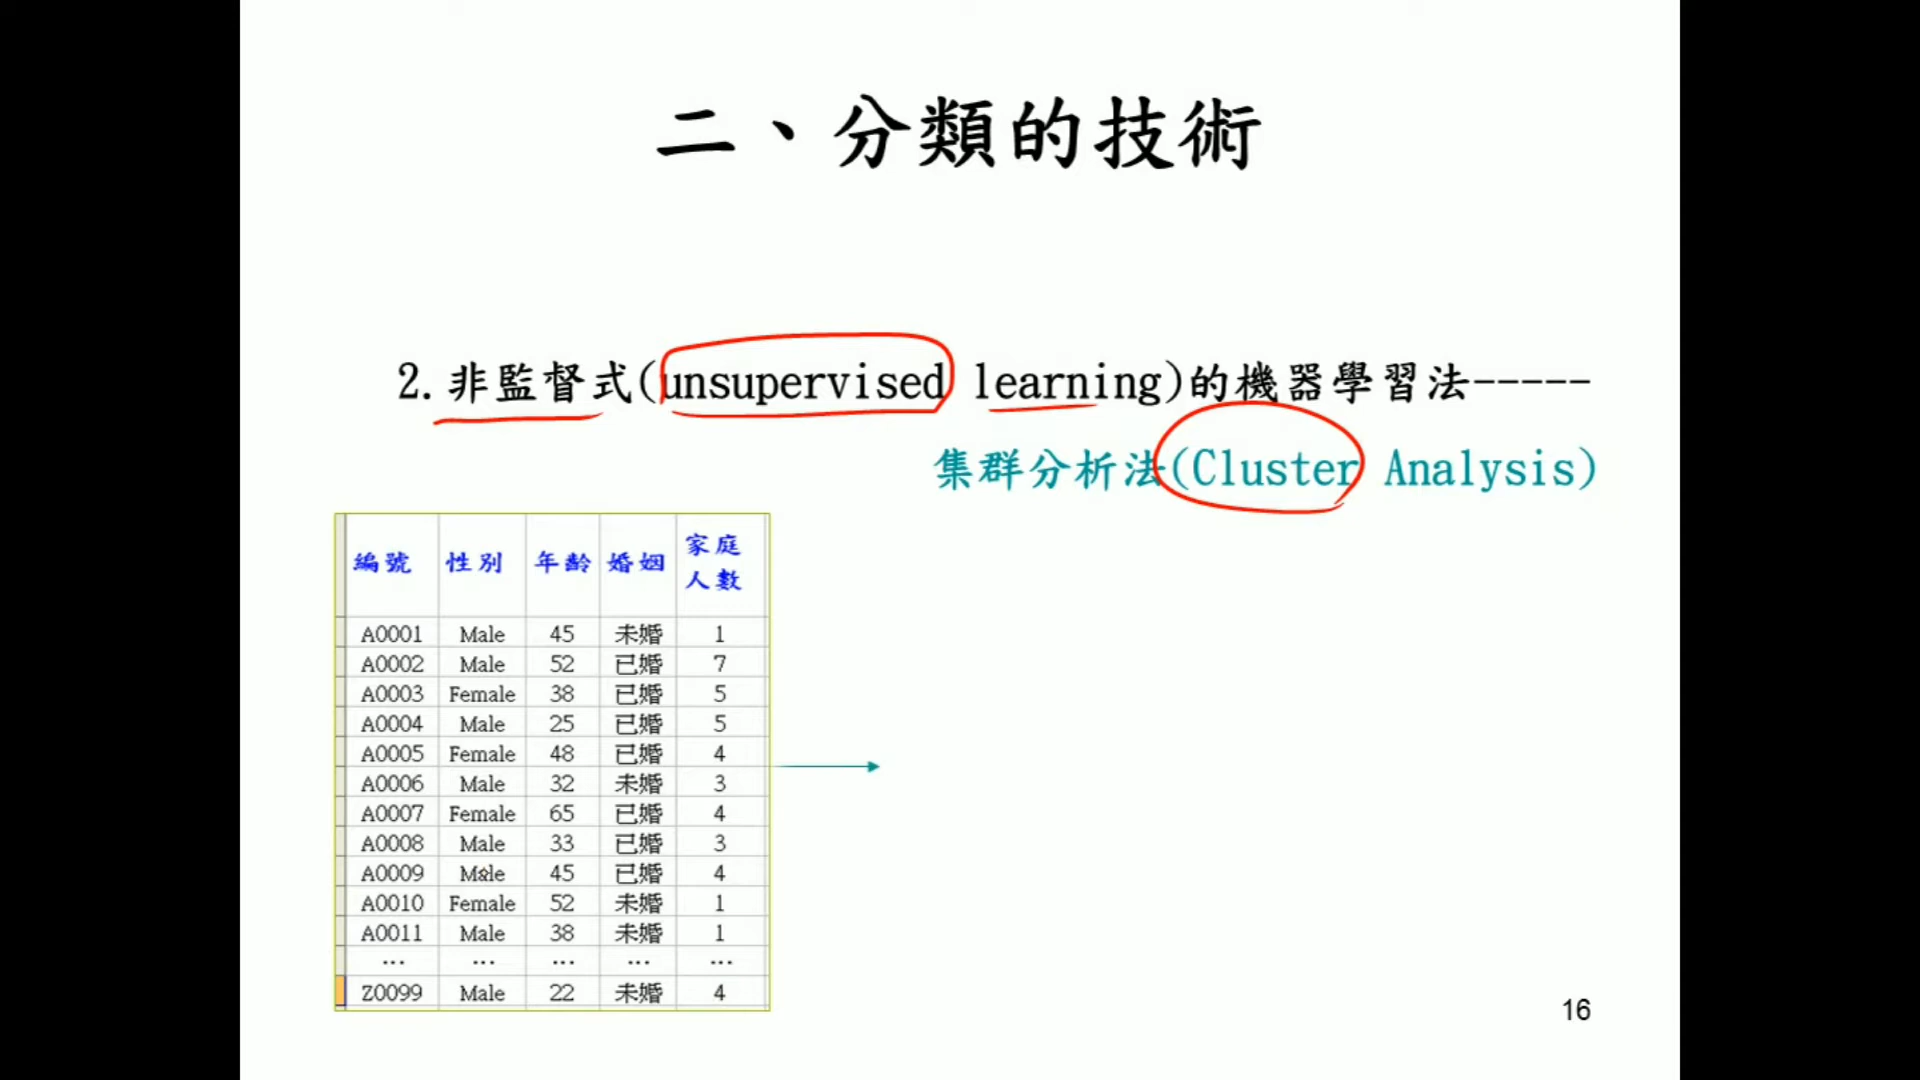 二、分類的技術
2.非監督式(unsupervised learning)的機器學習法-----
集群分析法(Cluster Analysis)
編號 性別 年齡 婚姻 家庭人數
A0001 Male 45 未婚 1
A0002 Male 52 已婚 7
A0003 Female 38 已婚 5
A0004 Male 25 已婚 5
A0005 Female 48 已婚 4
A0006 Male 32 未婚 3
A0007 Female 65 已婚 4
A0008 Male 33 已婚 3
A0009 Male 45 已婚 4
A0010 Female 52 未婚 1
A0011 Male 38 未婚 1
… … … … …
Z0099 Male 22 未婚 4
16